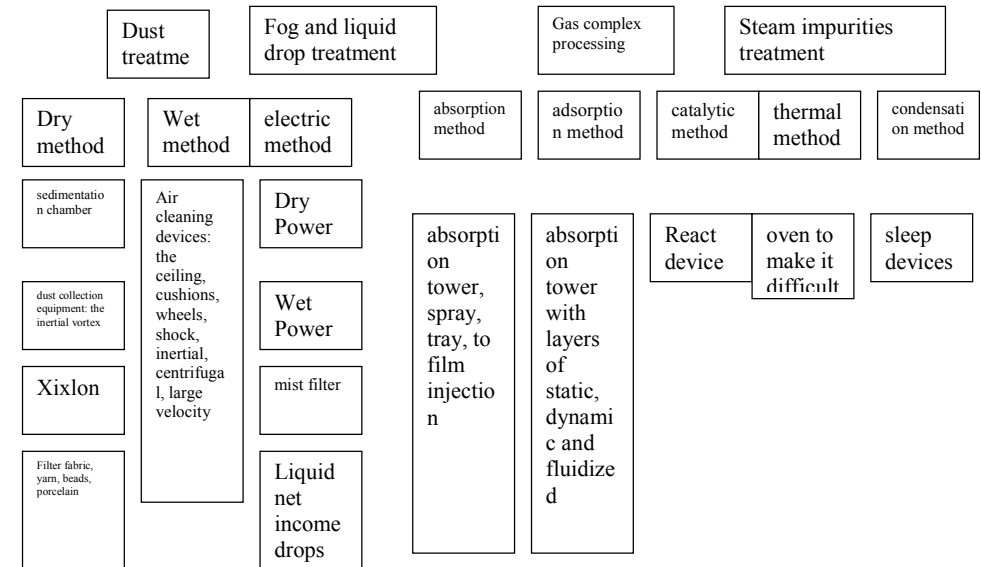 Dust
treatme
Fog and liquid
drop treatment
Gas complex
processing
Steam impurities
treatment
Dry
method
Wet
method
electric
method
absorption
method
adsorptio
n method
catalytic
method
thermal
method
condensati
on method
sedimentatio
n chamber
dust collection
equipment: the
inertial vortex
Xixlon
Filter fabric,
yarn, beads,
porcelain
Air
cleaning
devices:
the
ceiling,
cushions,
wheels,
shock,
inertial,
centrifuga
l, large
velocity
Dry
Power
Wet
Power
mist filter
Liquid
net
income
drops
absorpti
on
tower,
spray,
tray, to
film
injectio
n
absorpti
on
tower
with
layers
of
static,
dynami
c and
fluidize
d
React
device
oven to
make it
difficult
sleep
devices